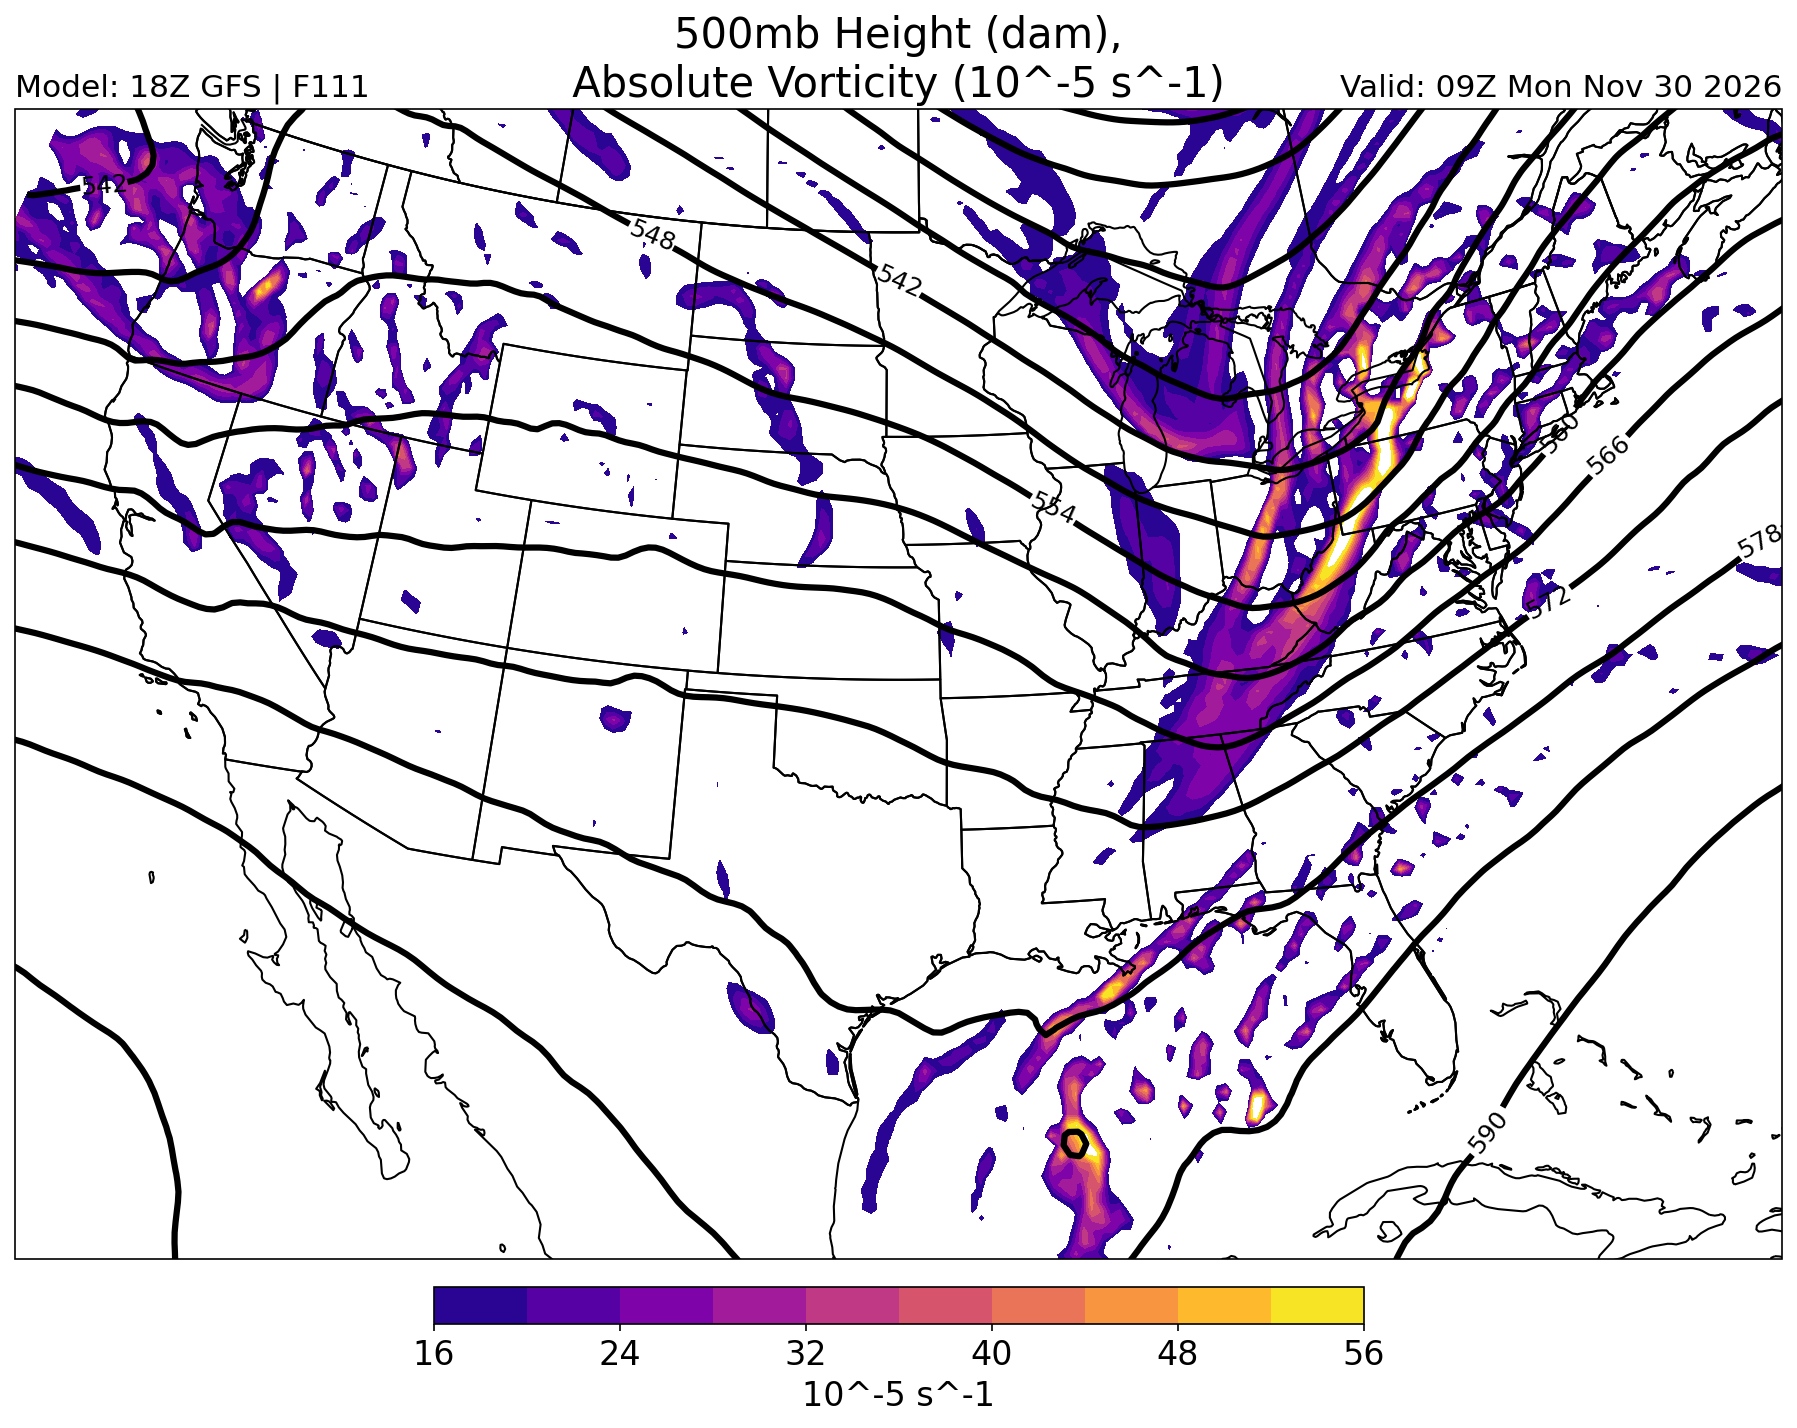 500mb Height (dam),
Model: 18Z GFS | F111
Absolute Vorticity (10^-5 s^-1)
Valid: 09Z Mon Nov 30 2026
542
548
542
554
560
566
578
572
590
16 24 32 40 48 56
10^-5 s^-1